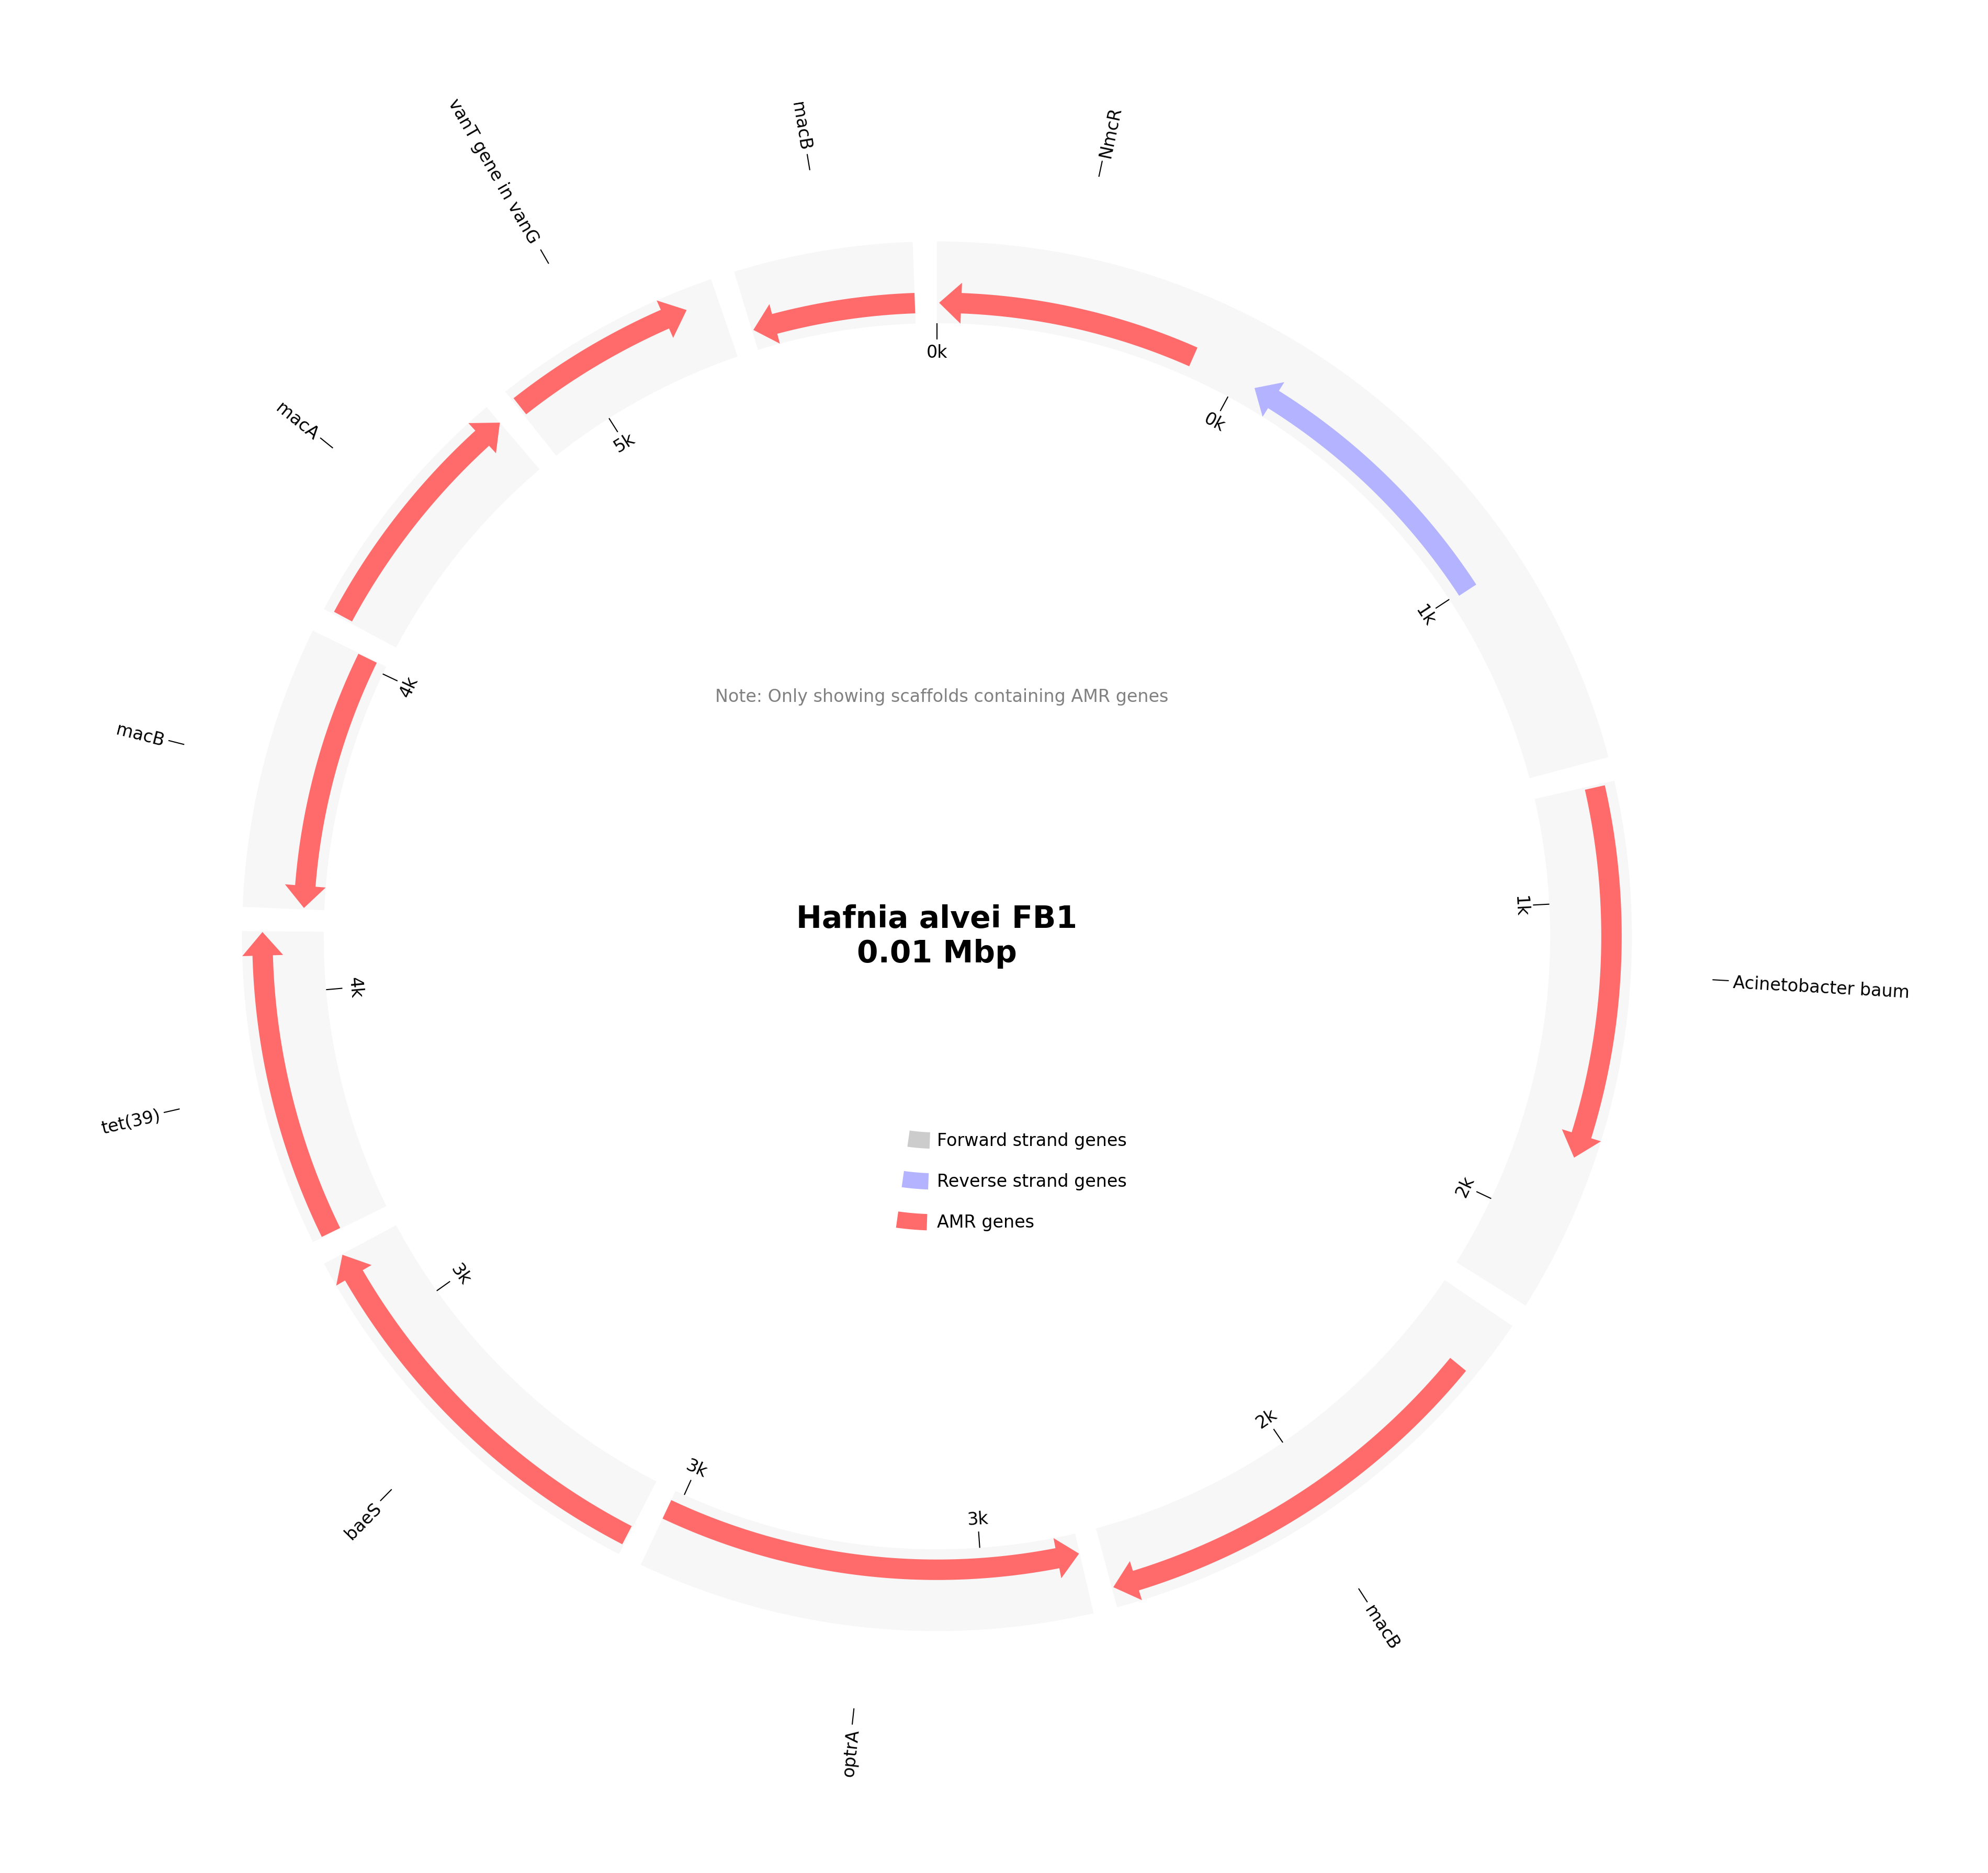 NmcR
macB
vanT gene in vanG
macA
macB
tet(39)
baeS
optrA
macB
Acinetobacter baum
0k
0k
1k
1k
2k
2k
3k
3k
3k
4k
4k
5k
Note: Only showing scaffolds containing AMR genes
Hafnia alvei FB1
0.01 Mbp
Forward strand genes
Reverse strand genes
AMR genes